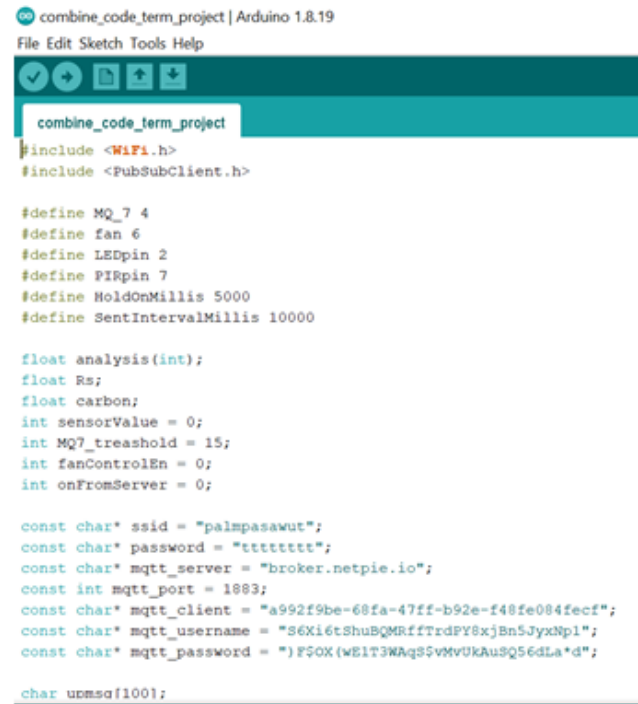 combine_code_term_project | Arduino 1.8.19
File Edit Sketch Tools Help
combine_code_term_project
#include <WiFi.h>
#include <PubSubClient.h>
#define MQ_7 4
#define fan 6
#define LEDpin 2
#define PIRpin 7
#define HoldOnMillis 5000
#define SentIntervalMillis 10000
float analysis(int);
float Rs;
float carbon;
int sensorValue = 0;
int MQ7_treashold = 15;
int fanControlEn = 0;
int onFromServer = 0;
const char* ssid = "palmpasawut";
const char* password = "tttttttt";
const char* mqtt_server = "broker.netpie.io";
const int mqtt_port = 1883;
const char* mqtt_client = "a992f9be-68fa-47ff-b92e-f48fe084fecf";
const char* mqtt_username = "S6Xi6tShuBQMRffTrdPY8xjBn5JyxNp1";
const char* mqtt_password = ")F$OX(wE1T3WAqS$vMvUkAuSQ56dLa*d";
char upmsg[100];